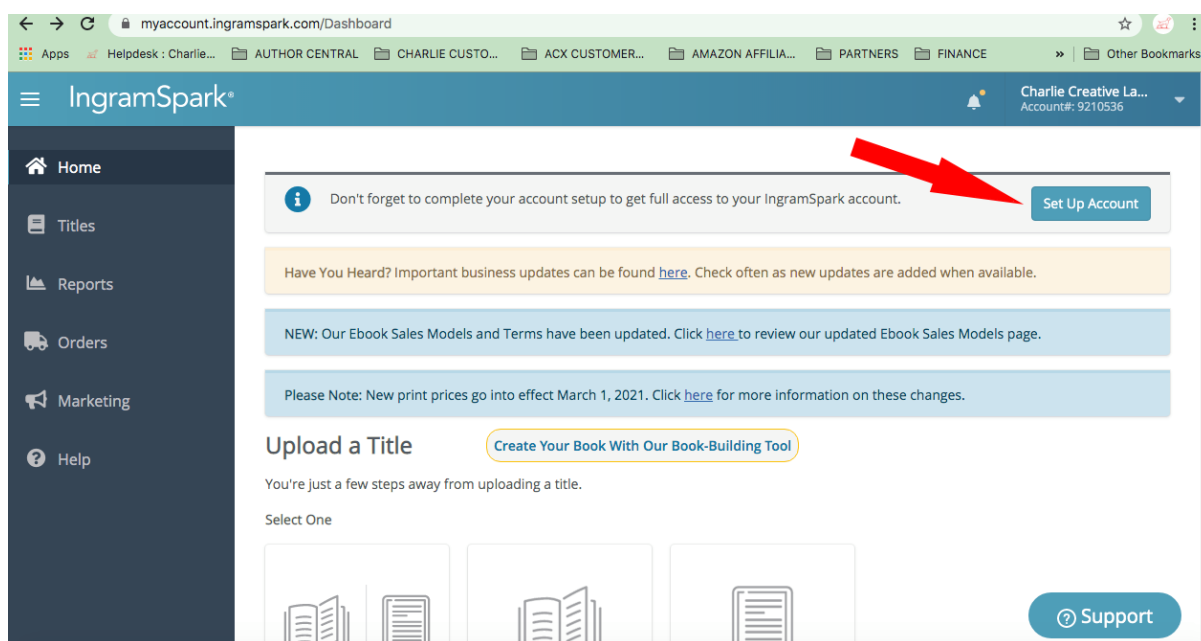 myaccount.ingramspark.com/Dashboard
Apps Helpdesk : Charlie... AUTHOR CENTRAL CHARLIE CUSTO... ACX CUSTOMER... AMAZON AFFILIA... PARTNERS FINANCE » Other Bookmarks
IngramSpark®
Charlie Creative La...
Account#: 9210536
Home
Titles
Reports
Orders
Marketing
Help
Don't forget to complete your account setup to get full access to your IngramSpark account.
Set Up Account
Have You Heard? Important business updates can be found here. Check often as new updates are added when available.
NEW: Our Ebook Sales Models and Terms have been updated. Click here to review our updated Ebook Sales Models page.
Please Note: New print prices go into effect March 1, 2021. Click here for more information on these changes.
Upload a Title
Create Your Book With Our Book-Building Tool
You're just a few steps away from uploading a title.
Select One
Support